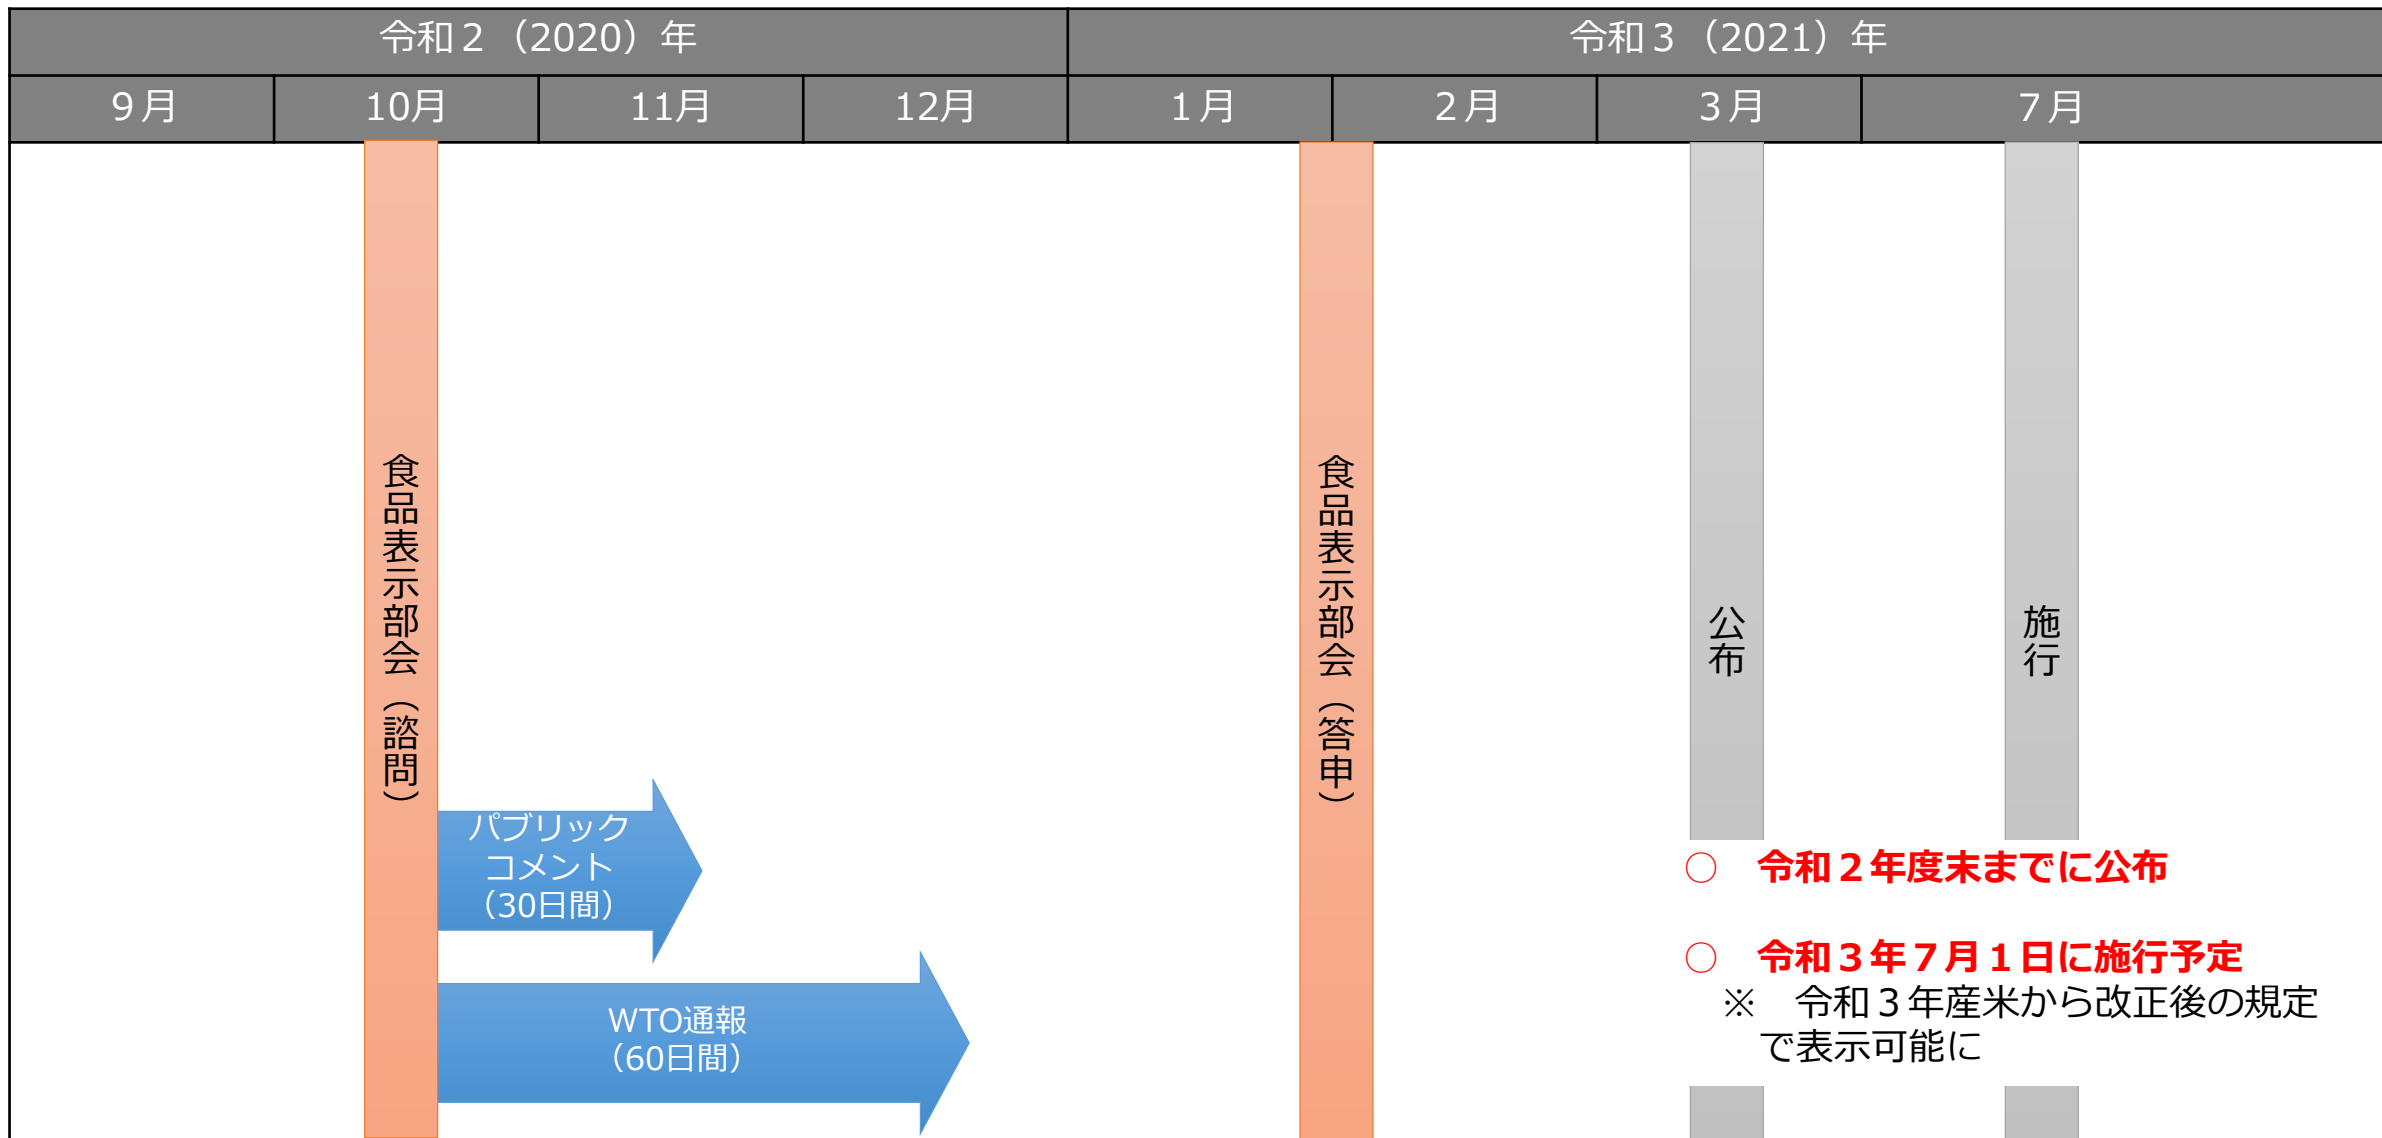 令和２（2020）年
令和３（2021）年
９月
10月
11月
12月
１月
２月
３月
７月
食品表示部会（諮問）
パブリック
コメント
（30日間）
WTO通報
（60日間）
食品表示部会（答申）
公布
施行
○　令和２年度末までに公布
○　令和３年７月１日に施行予定
※　令和３年産米から改正後の規定
で表示可能に